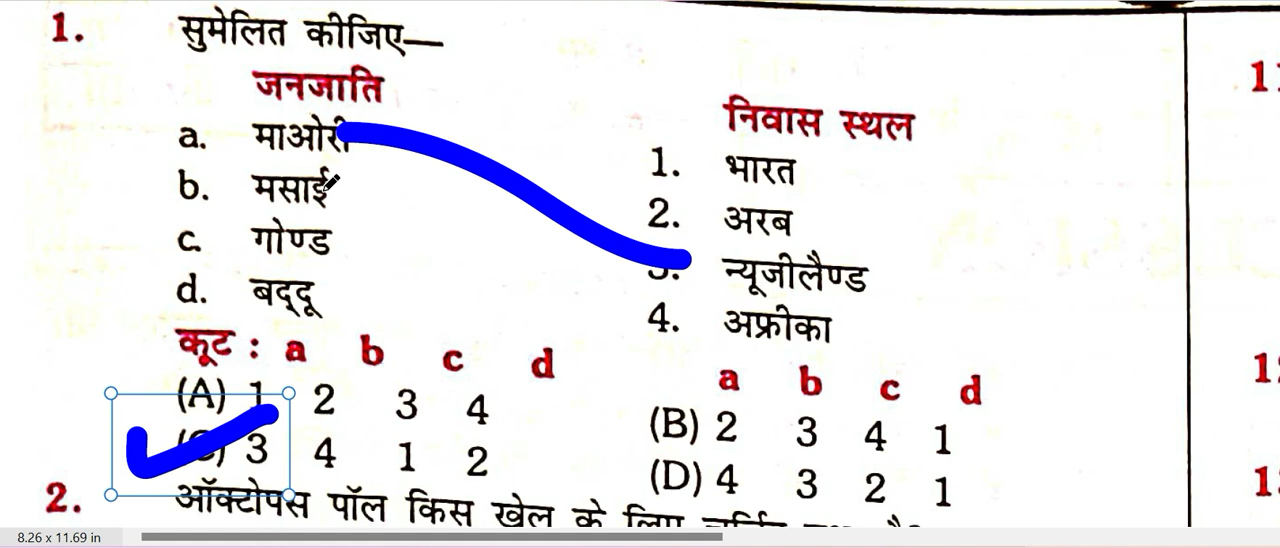 1. सुमेलित कीजिए—
जनजाति
निवास स्थल
a. माओरी
1. भारत
b. मसाई
2. अरब
c. गोण्ड
3. न्यूजीलैण्ड
d. बद्दू
4. अफ्रीका
कूट : a b c d
a b c d
(A) 1 2 3 4
(B) 2 3 4 1
(C) 3 4 1 2
(D) 4 3 2 1
2. ऑक्टोपस पॉल किस खेल के लिए
8.26 x 11.69 in